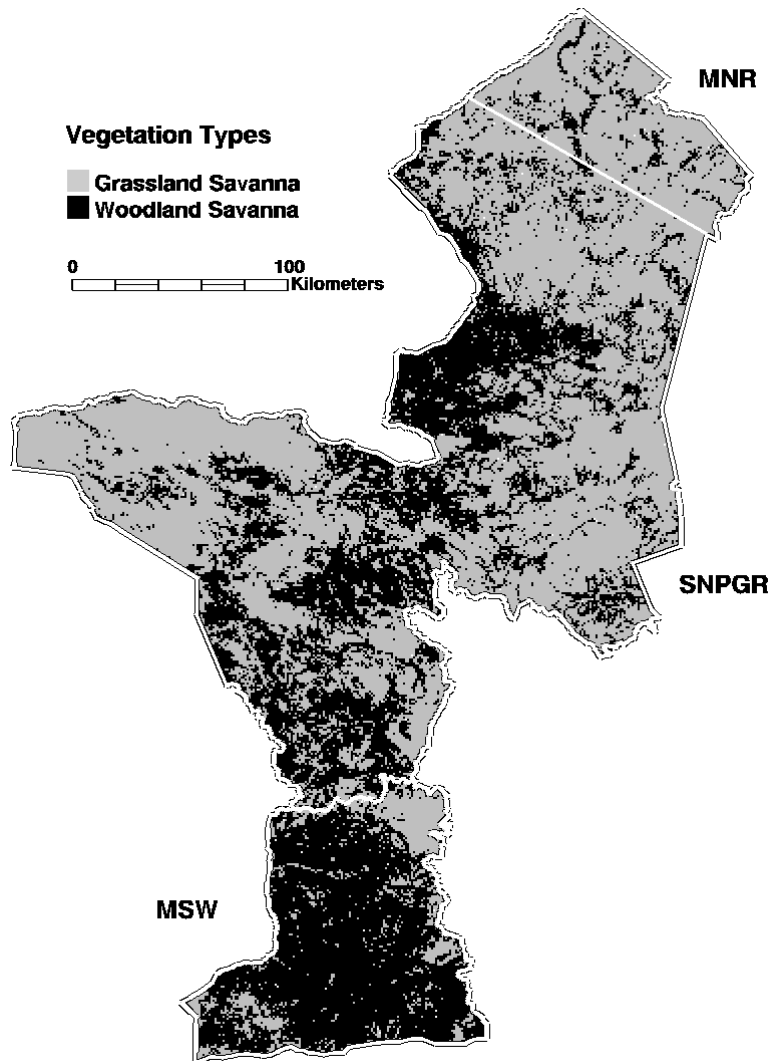 MNR
Vegetation Types
Grassland Savanna
Woodland Savanna
0 100
Kilometers
SNPGR
MSW